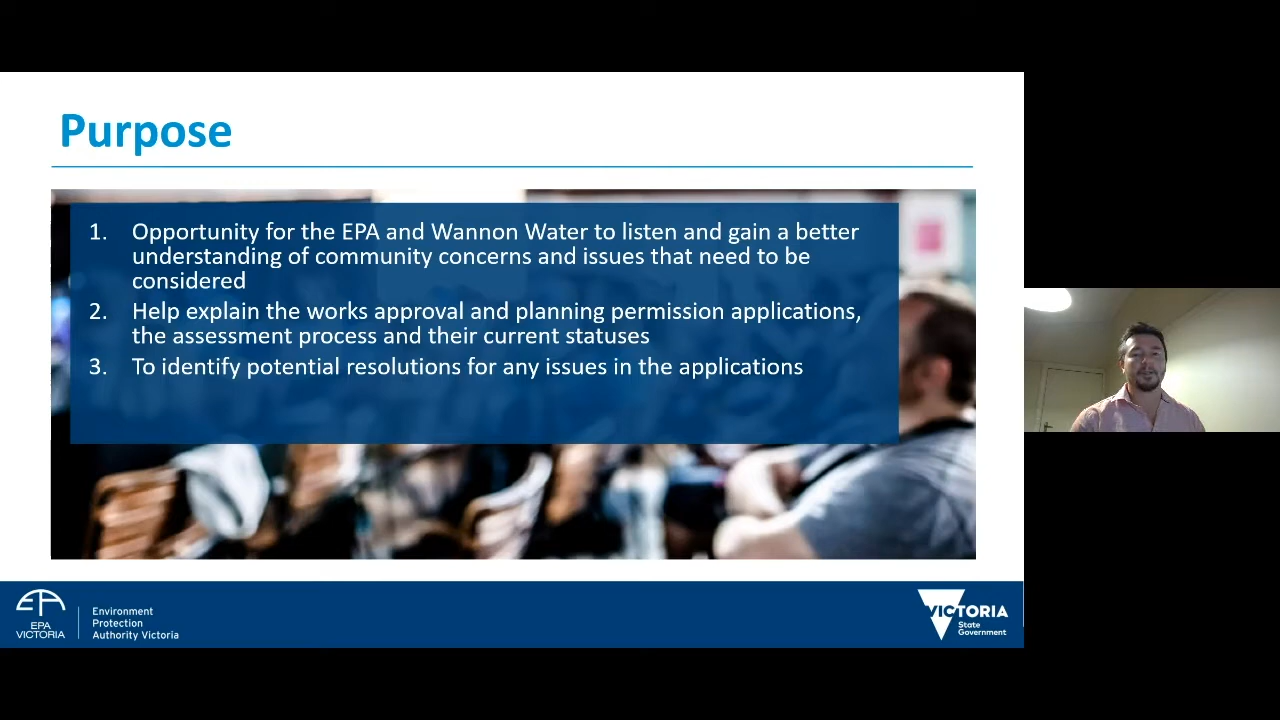 Purpose
1. Opportunity for the EPA and Wannon Water to listen and gain a better
understanding of community concerns and issues that need to be
considered
2. Help explain the works approval and planning permission applications,
the assessment process and their current statuses
3. To identify potential resolutions for any issues in the applications
EPA
VICTORIA
Environment
Protection
Authority Victoria
VICTORIA
State
Government